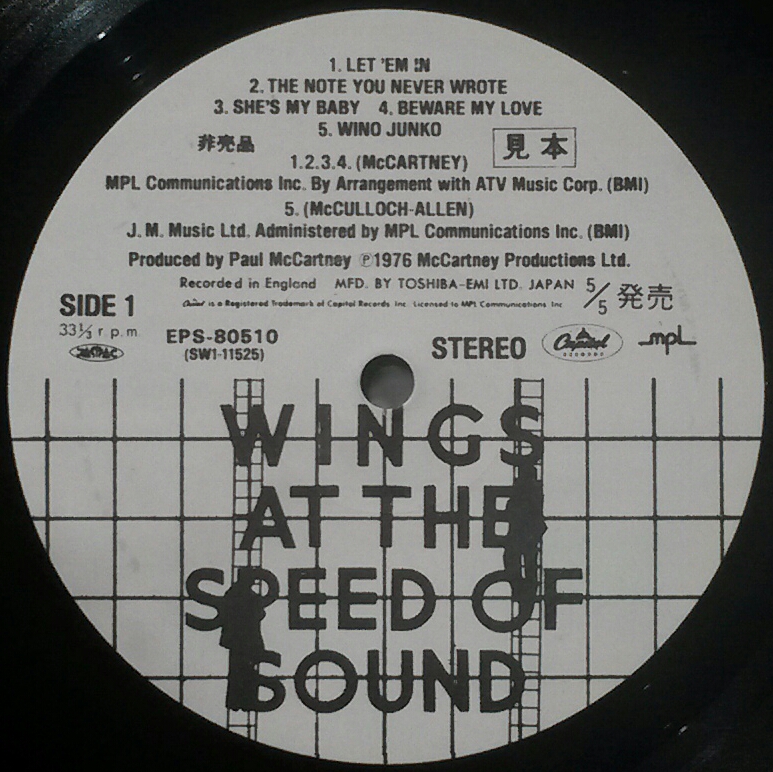 1. LET 'EM IN
2. THE NOTE YOU NEVER WROTE
3. SHE'S MY BABY 4. BEWARE MY LOVE
5. WINO JUNKO
非売品
見本
1.2.3.4. (McCARTNEY)
MPL Communications Inc. By Arrangement with ATV Music Corp. (BMI)
5. (McCULLOCH-ALLEN)
J. M. Music Ltd. Administered by MPL Communications Inc. (BMI)
Produced by Paul McCartney ℗1976 McCartney Productions Ltd.
Recorded in England MFD. BY TOSHIBA-EMI LTD. JAPAN 5/5 発売
Capitol is a Registered Trademark of Capitol Records Inc Licensed to MPL Communications Inc
SIDE 1
33⅓ r.p.m.
JASRAC
EPS-80510
(SW1-11525)
STEREO
Capitol
RECORDS
mpL
WINGS
AT THE
SPEED OF
SOUND